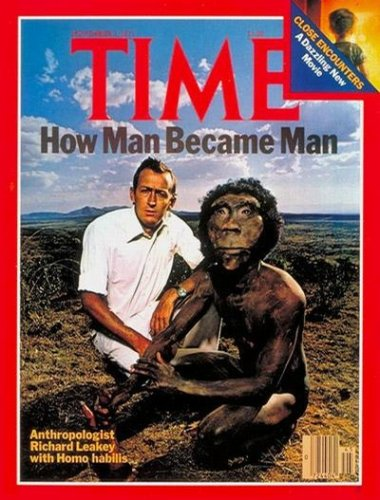 TIME
CLOSE ENCOUNTERS
A Dazzling New
Movie
How Man Became Man
Anthropologist
Richard Leakey
with Homo habilis